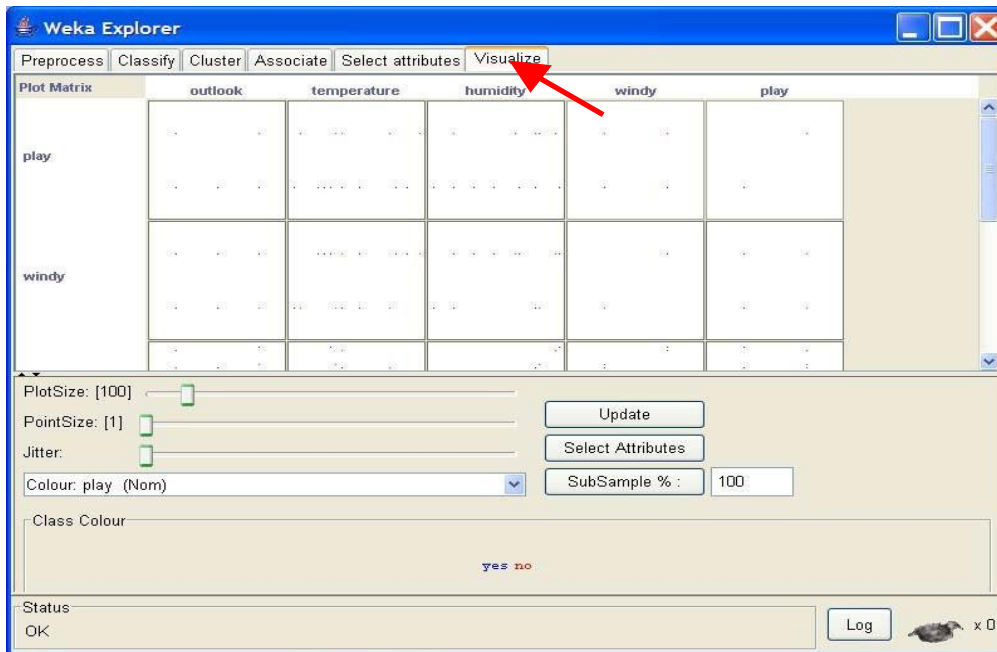 Weka Explorer
Preprocess Classify Cluster Associate Select attributes Visualize
Plot Matrix outlook temperature humidity windy play
play
windy
PlotSize: [100]
PointSize: [1]
Jitter:
Update
Select Attributes
SubSample % : 100
Colour: play (Nom)
Class Colour
yes no
Status
OK
Log
x 0